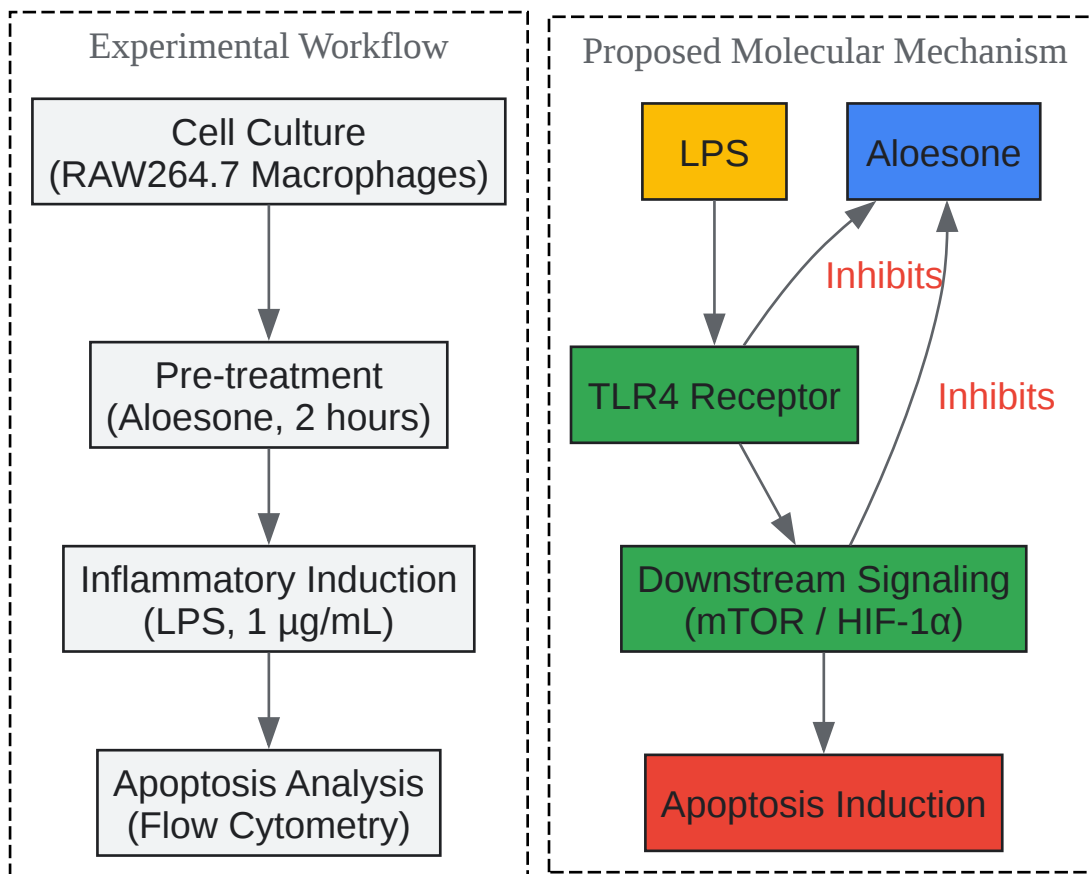 Experimental Workflow
Cell Culture
(RAW264.7 Macrophages)
Pre-treatment
(Aloesone, 2 hours)
Inflammatory Induction
(LPS, 1 µg/mL)
Apoptosis Analysis
(Flow Cytometry)
Proposed Molecular Mechanism
LPS
Aloesone
Inhibits
TLR4 Receptor
Inhibits
Downstream Signaling
(mTOR / HIF-1α)
Apoptosis Induction